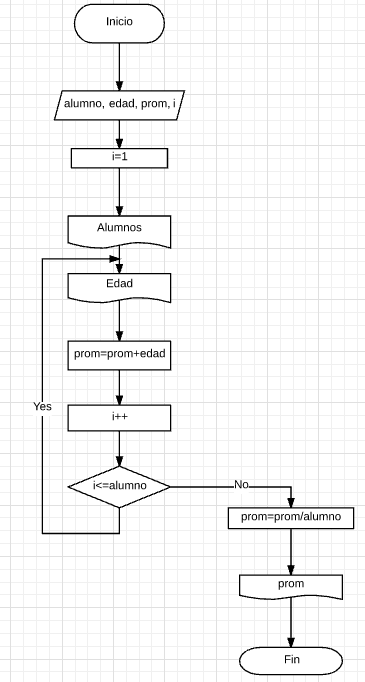 Inicio
alumno, edad, prom, i
i=1
Alumnos
Edad
prom=prom+edad
i++
Yes
i<=alumno
No
prom=prom/alumno
prom
Fin